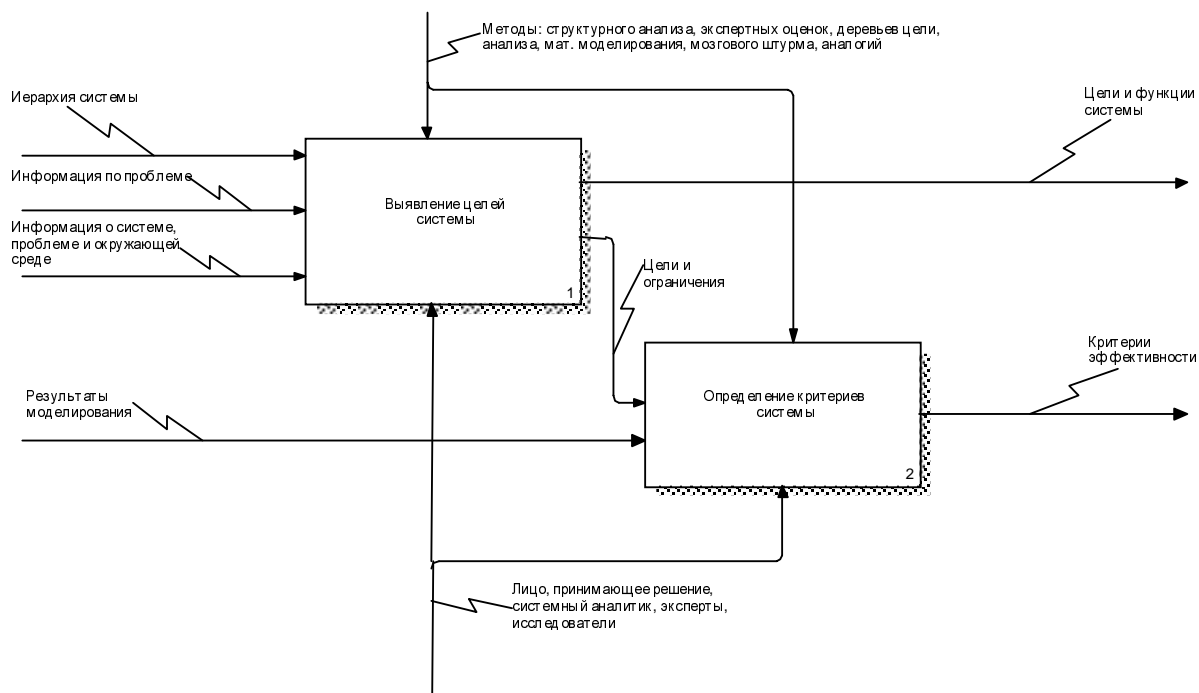 Методы: структурного анализа, экспертных оценок, деревьев цели,
анализа, мат. моделирования, мозгового штурма, аналогий
Иерархия системы
Цели и функции
системы
Информация по проблеме
Выявление целей
системы
Информация о системе,
проблеме и окружающей
среде
Цели и
ограничения
1
Критерии
эффективности
Результаты
моделирования
Определение критериев
системы
2
Лицо, принимающее решение,
системный аналитик, эксперты,
исследователи